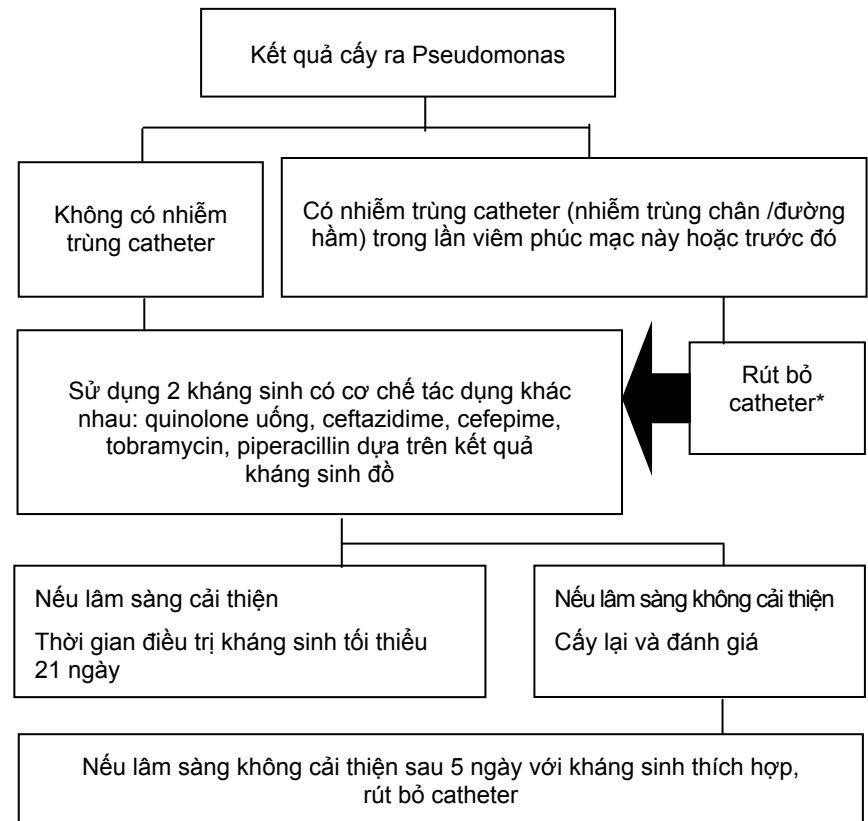 Kết quả cấy ra Pseudomonas
Không có nhiễm
trùng catheter
Có nhiễm trùng catheter (nhiễm trùng chân /đường
hầm) trong lần viêm phúc mạc này hoặc trước đó
Sử dụng 2 kháng sinh có cơ chế tác dụng khác
nhau: quinolone uống, ceftazidime, cefepime,
tobramycin, piperacillin dựa trên kết quả
kháng sinh đồ
Rút bỏ
catheter*
Nếu lâm sàng cải thiện
Thời gian điều trị kháng sinh tối thiểu
21 ngày
Nếu lâm sàng không cải thiện
Cấy lại và đánh giá
Nếu lâm sàng không cải thiện sau 5 ngày với kháng sinh thích hợp,
rút bỏ catheter